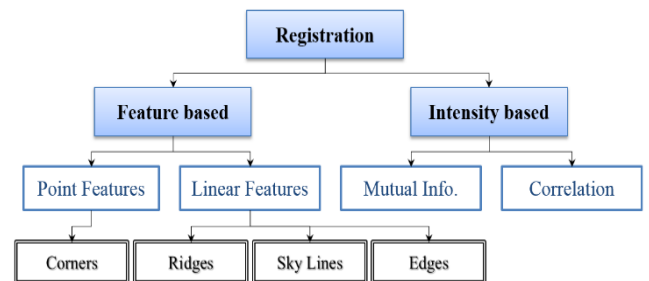 Registration
Feature based
Intensity based
Point Features
Linear Features
Mutual Info.
Correlation
Corners
Ridges
Sky Lines
Edges